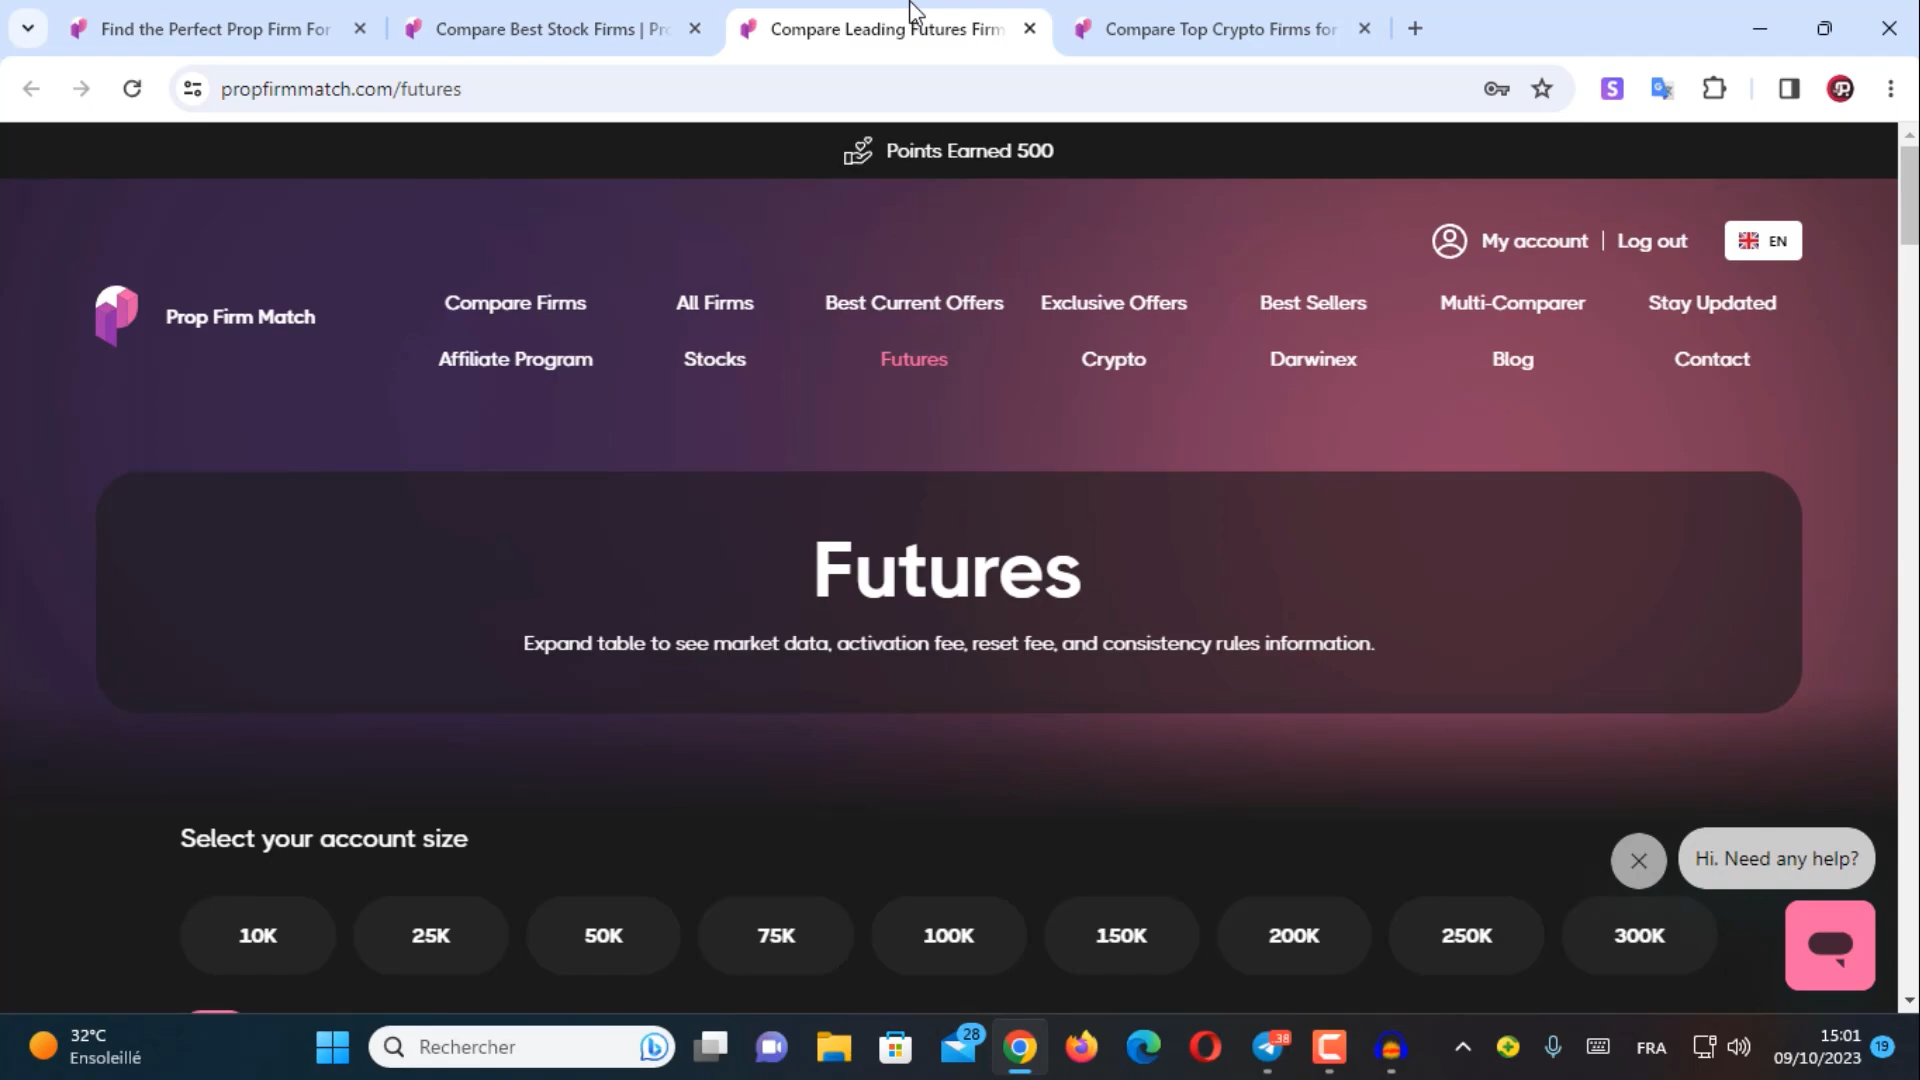 Find the Perfect Prop Firm For
Compare Best Stock Firms | Pro
Compare Leading Futures Firm
Compare Top Crypto Firms for
propfirmmatch.com/futures
S
Points Earned 500
My account | Log out
EN
Prop Firm Match
Compare Firms
All Firms
Best Current Offers
Exclusive Offers
Best Sellers
Multi-Comparer
Stay Updated
Affiliate Program
Stocks
Futures
Crypto
Darwinex
Blog
Contact
Futures
Expand table to see market data, activation fee, reset fee, and consistency rules information.
Select your account size
Hi. Need any help?
10K
25K
50K
75K
100K
150K
200K
250K
300K
32°C
Ensoleillé
Rechercher
28
38
FRA
15:01
09/10/2023
19